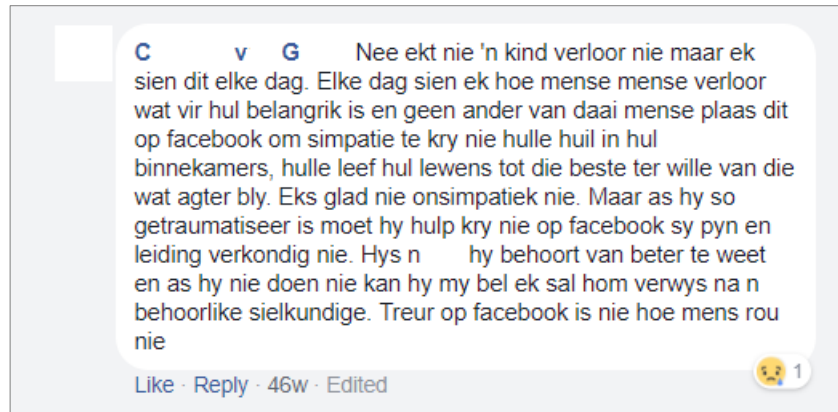 C v G Nee ekt nie 'n kind verloor nie maar ek
sien dit elke dag. Elke dag sien ek hoe mense mense verloor
wat vir hul belangrik is en geen ander van daai mense plaas dit
op facebook om simpatie te kry nie hulle huil in hul
binnekamers, hulle leef hul lewens tot die beste ter wille van die
wat agter bly. Eks glad nie onsimpatiek nie. Maar as hy so
getraumatiseer is moet hy hulp kry nie op facebook sy pyn en
leiding verkondig nie. Hys n hy behoort van beter te weet
en as hy nie doen nie kan hy my bel ek sal hom verwys na n
behoorlike sielkundige. Treur op facebook is nie hoe mens rou
nie
1
Like · Reply · 46w · Edited